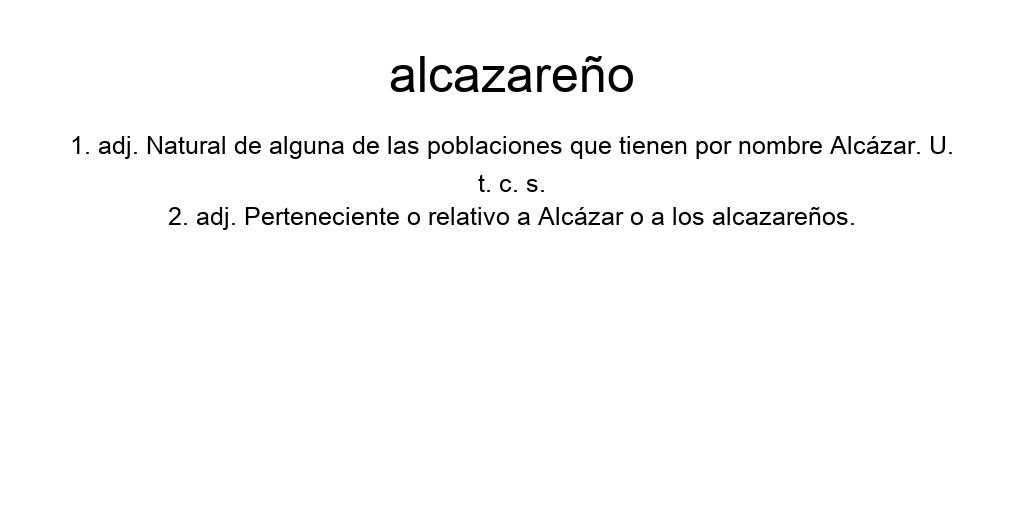 alcazareño
1. adj. Natural de alguna de las poblaciones que tienen por nombre Alcázar. U.
t. c. s.
2. adj. Perteneciente o relativo a Alcázar o a los alcazareños.